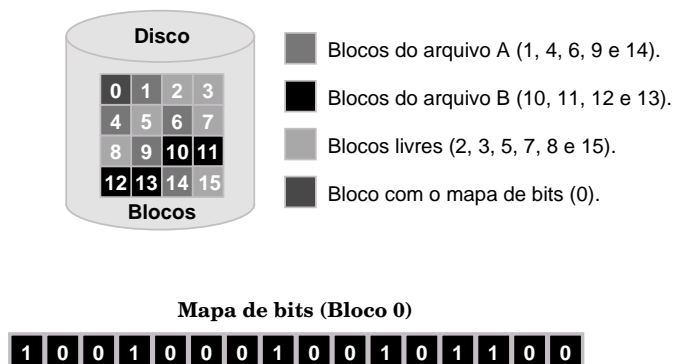 Disco
0 1 2 3
4 5 6 7
8 9 10 11
12 13 14 15
Blocos
Blocos do arquivo A (1, 4, 6, 9 e 14).
Blocos do arquivo B (10, 11, 12 e 13).
Blocos livres (2, 3, 5, 7, 8 e 15).
Bloco com o mapa de bits (0).
Mapa de bits (Bloco 0)
1 0 0 1 0 0 0 1 0 0 1 0 1 1 0 0